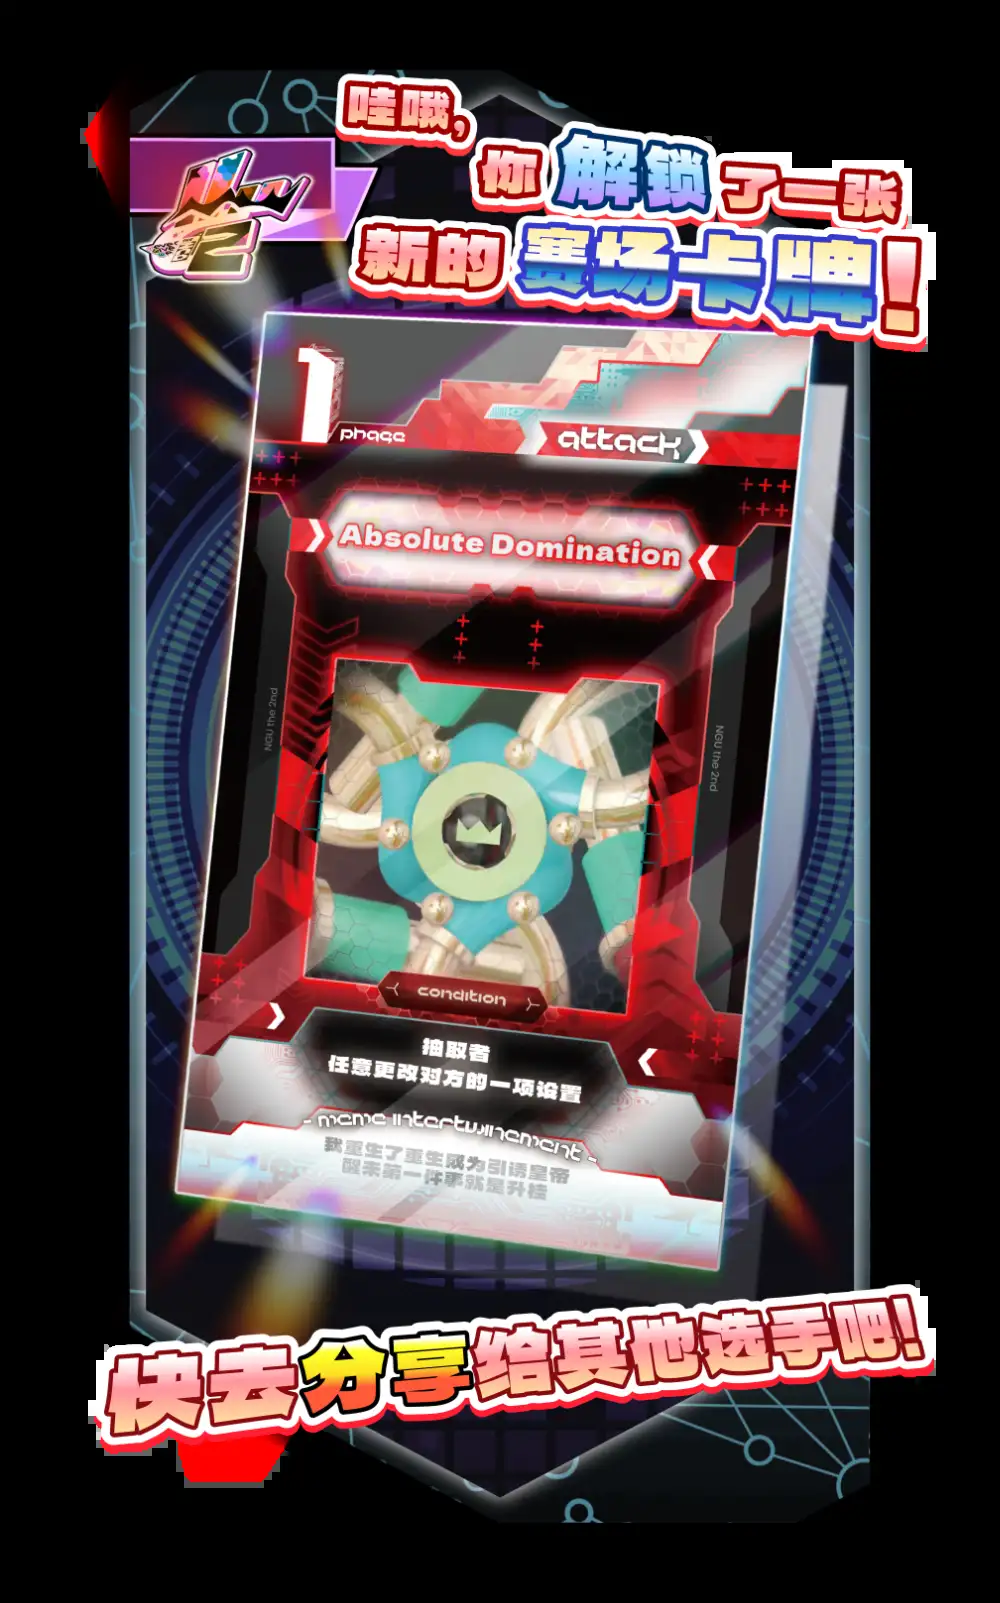 哇哦，
你解锁了一张
新的赛场卡牌！
1
phase
attack
Absolute Domination
NGU the 2nd
NGU the 2nd
condition
抽取者
任意更改对方的一项设置
- meme intertwinement -
我重生了重生成为引诱皇帝
醒来第一件事就是升桂
快去分享给其他选手吧！